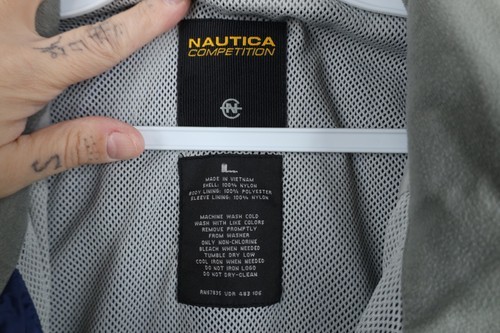 NAUTICA
COMPETITION
L
MADE IN VIETNAM
SHELL: 100% NYLON
BODY LINING: 100% POLYESTER
SLEEVE LINING: 100% NYLON
MACHINE WASH COLD
WASH WITH LIKE COLORS
REMOVE PROMPTLY
FROM WASHER
ONLY NON-CHLORINE
BLEACH WHEN NEEDED
TUMBLE DRY LOW
COOL IRON WHEN NEEDED
DO NOT IRON LOGO
DO NOT DRY-CLEAN